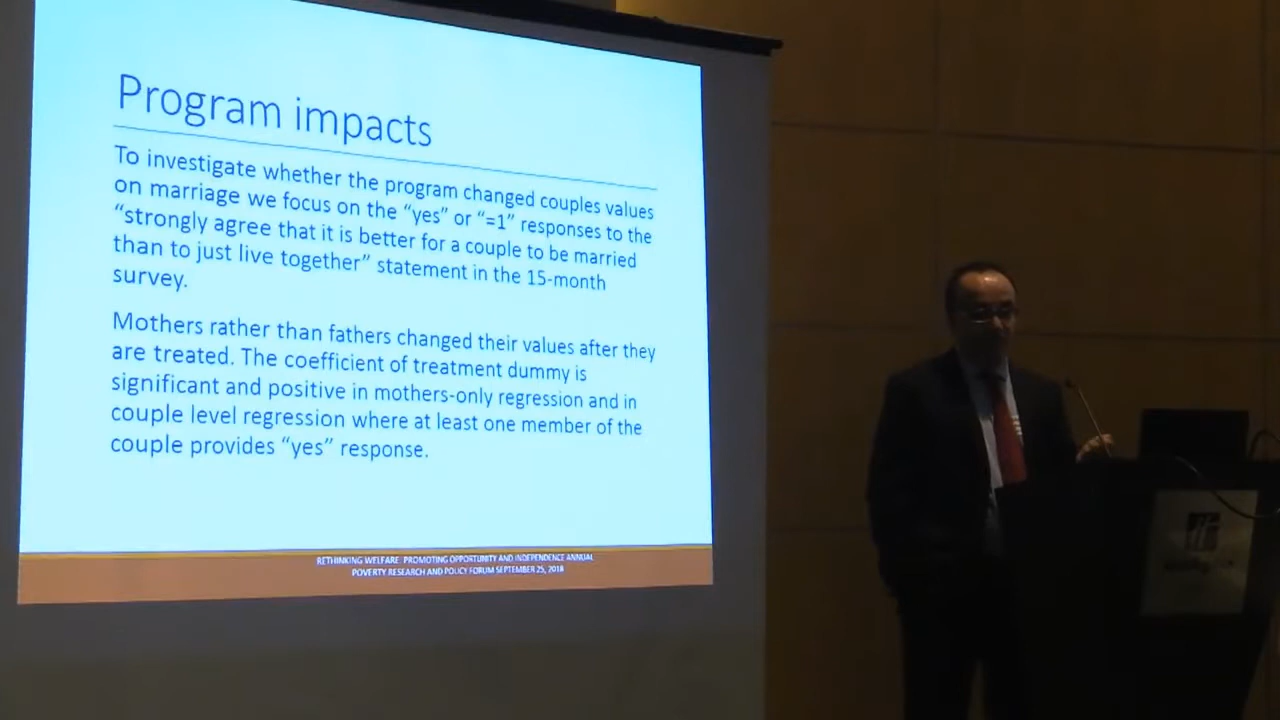 Program impacts
To investigate whether the program changed couples values
on marriage we focus on the “yes” or “=1” responses to the
“strongly agree that it is better for a couple to be married
than to just live together” statement in the 15-month
survey.
Mothers rather than fathers changed their values after they
are treated. The coefficient of treatment dummy is
significant and positive in mothers-only regression and in
couple level regression where at least one member of the
couple provides “yes” response.
RETHINKING WELFARE: PROMOTING OPPORTUNITY AND INDEPENDENCE ANNUAL
POVERTY RESEARCH AND POLICY FORUM SEPTEMBER 25, 2018